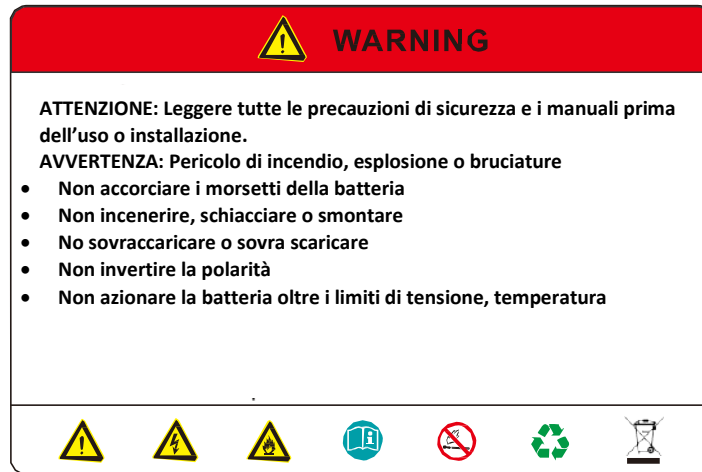 WARNING
ATTENZIONE: Leggere tutte le precauzioni di sicurezza e i manuali prima
dell’uso o installazione.
AVVERTENZA: Pericolo di incendio, esplosione o bruciature
• Non accorciare i morsetti della batteria
• Non incenerire, schiacciare o smontare
• No sovraccaricare o sovra scaricare
• Non invertire la polarità
• Non azionare la batteria oltre i limiti di tensione, temperatura